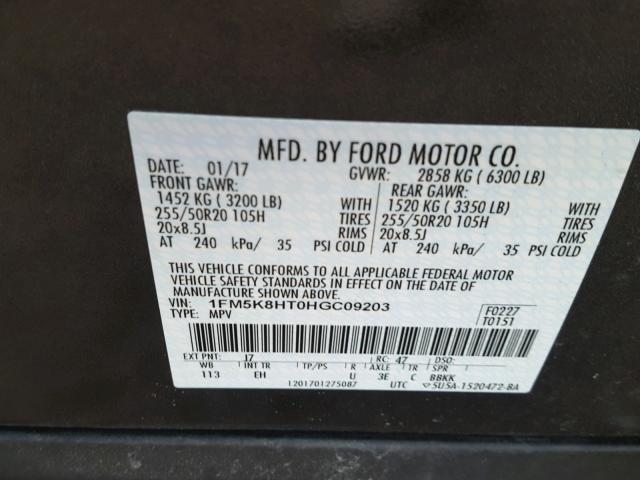 MFD. BY FORD MOTOR CO.
DATE: 01/17 GVWR: 2858 KG ( 6300 LB)
FRONT GAWR: REAR GAWR:
1452 KG ( 3200 LB) WITH 1520 KG ( 3350 LB) WITH
255/50R20 105H TIRES 255/50R20 105H TIRES
20x8.5J RIMS 20x8.5J RIMS
AT 240 kPa/ 35 PSI COLD AT 240 kPa/ 35 PSI COLD
THIS VEHICLE CONFORMS TO ALL APPLICABLE FEDERAL MOTOR
VEHICLE SAFETY STANDARDS IN EFFECT ON THE DATE OF
MANUFACTURE SHOWN ABOVE.
VIN: 1FM5K8HT0HGC09203 F0227
TYPE: MPV T0151
EXT PNT: J7 RC: 47 DSO:
WB INT TR TP/PS R AXLE TR SPR
113 EH U 3E C BBKK
1201701275087 UTC 5U5A-1520472-BA